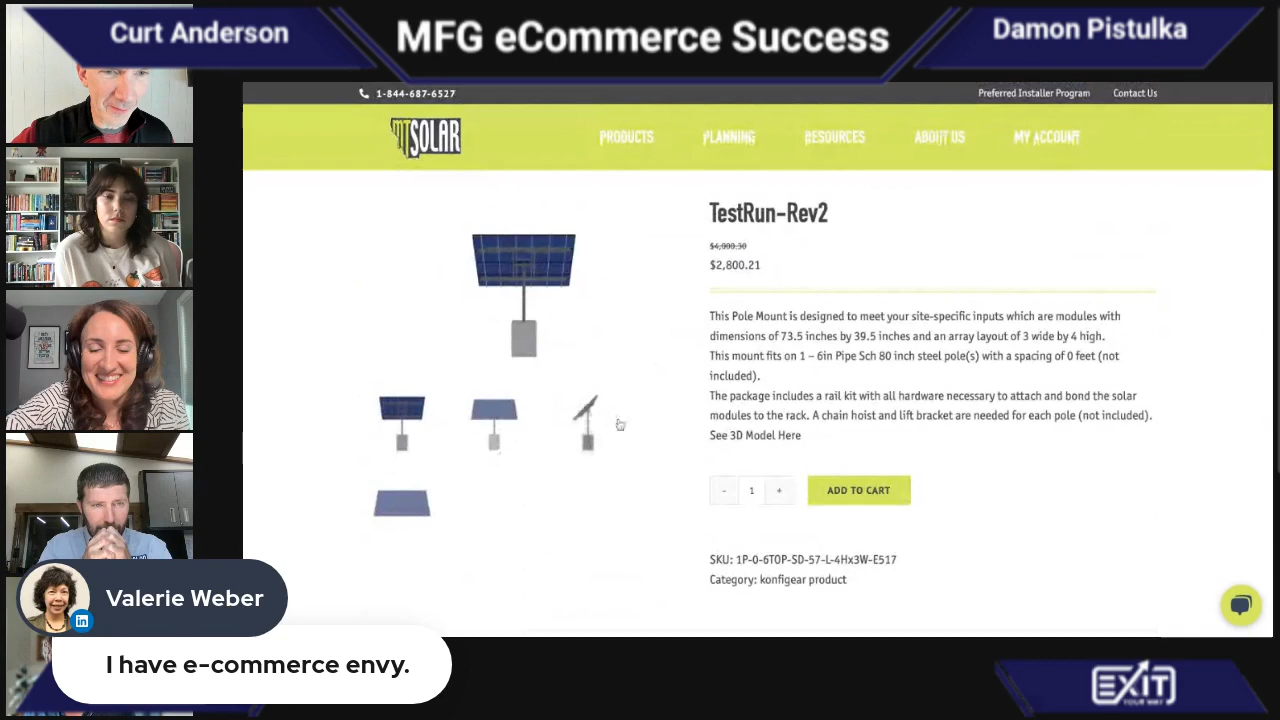 Curt Anderson
MFG eCommerce Success
Damon Pistulka
1-844-687-6527
Preferred Installer Program
Contact Us
MT SOLAR
PRODUCTS
PLANNING
RESOURCES
ABOUT US
MY ACCOUNT
TestRun-Rev2
$4,000.30
$2,800.21
This Pole Mount is designed to meet your site-specific inputs which are modules with
dimensions of 73.5 inches by 39.5 inches and an array layout of 3 wide by 4 high.
This mount fits on 1 – 6in Pipe Sch 80 inch steel pole(s) with a spacing of 0 feet (not
included).
The package includes a rail kit with all hardware necessary to attach and bond the solar
modules to the rack. A chain hoist and lift bracket are needed for each pole (not included).
See 3D Model Here
- 1 +
ADD TO CART
SKU: 1P-0-6TOP-SD-57-L-4Hx3W-E517
Category: konfigear product
Valerie Weber
in
I have e-commerce envy.
EXIT
YOUR WAY